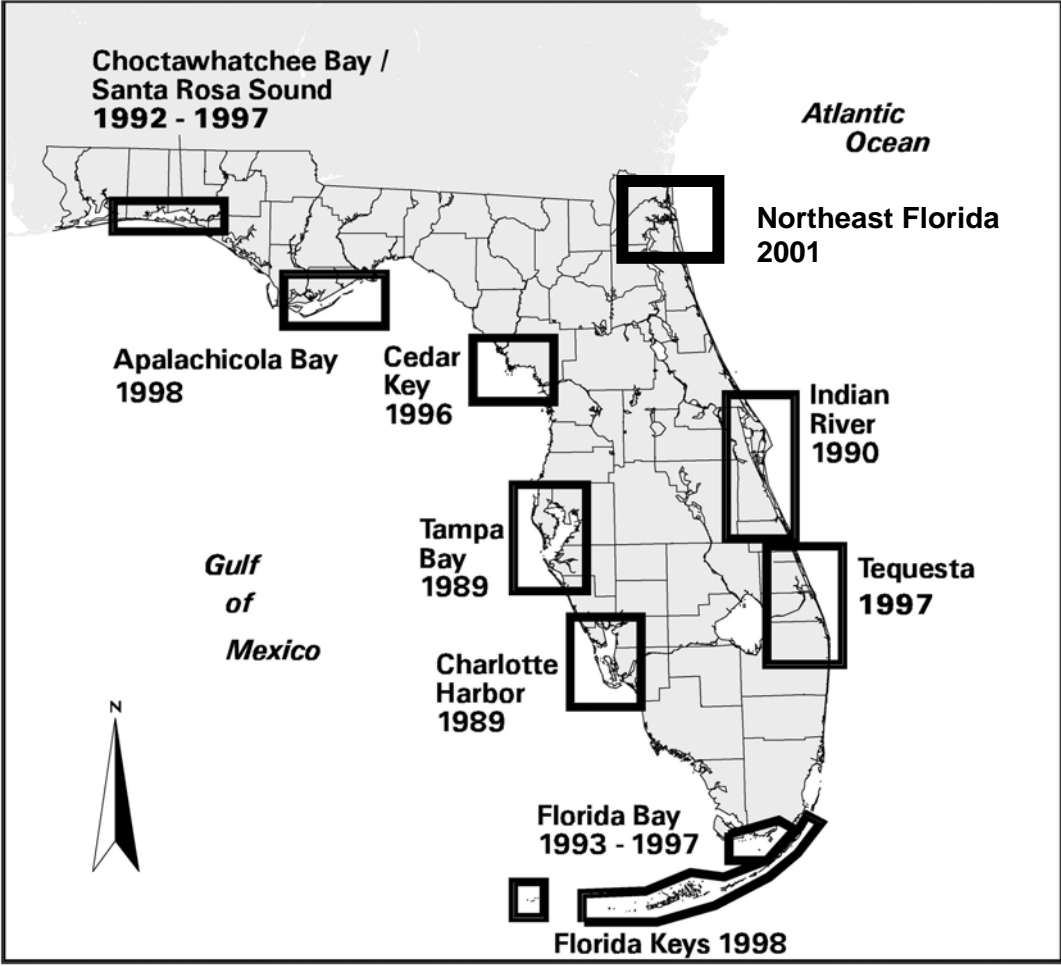 Choctawhatchee Bay /
Santa Rosa Sound
1992 - 1997
Atlantic
Ocean
Northeast Florida
2001
Apalachicola Bay
1998
Cedar
Key
1996
Indian
River
1990
Tampa
Bay
1989
Gulf
of
Mexico
Tequesta
1997
Charlotte
Harbor
1989
N
Florida Bay
1993 - 1997
Florida Keys 1998